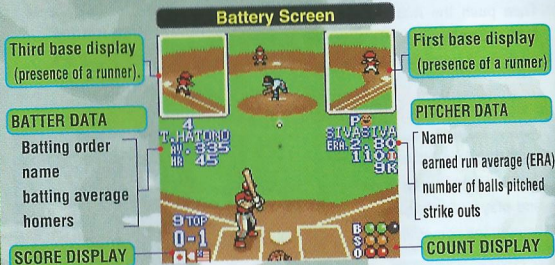 Battery Screen
Third base display
(presence of a runner).
First base display
(presence of a runner)
BATTER DATA
Batting order
name
batting average
homers
4
T.HATONO
AV. 335
HR 45
P
SIVASIVA
ERA. 2.80
110
9K
PITCHER DATA
Name
earned run average (ERA)
number of balls pitched
strike outs
9 TOP
0-1
B
S
O
SCORE DISPLAY
COUNT DISPLAY